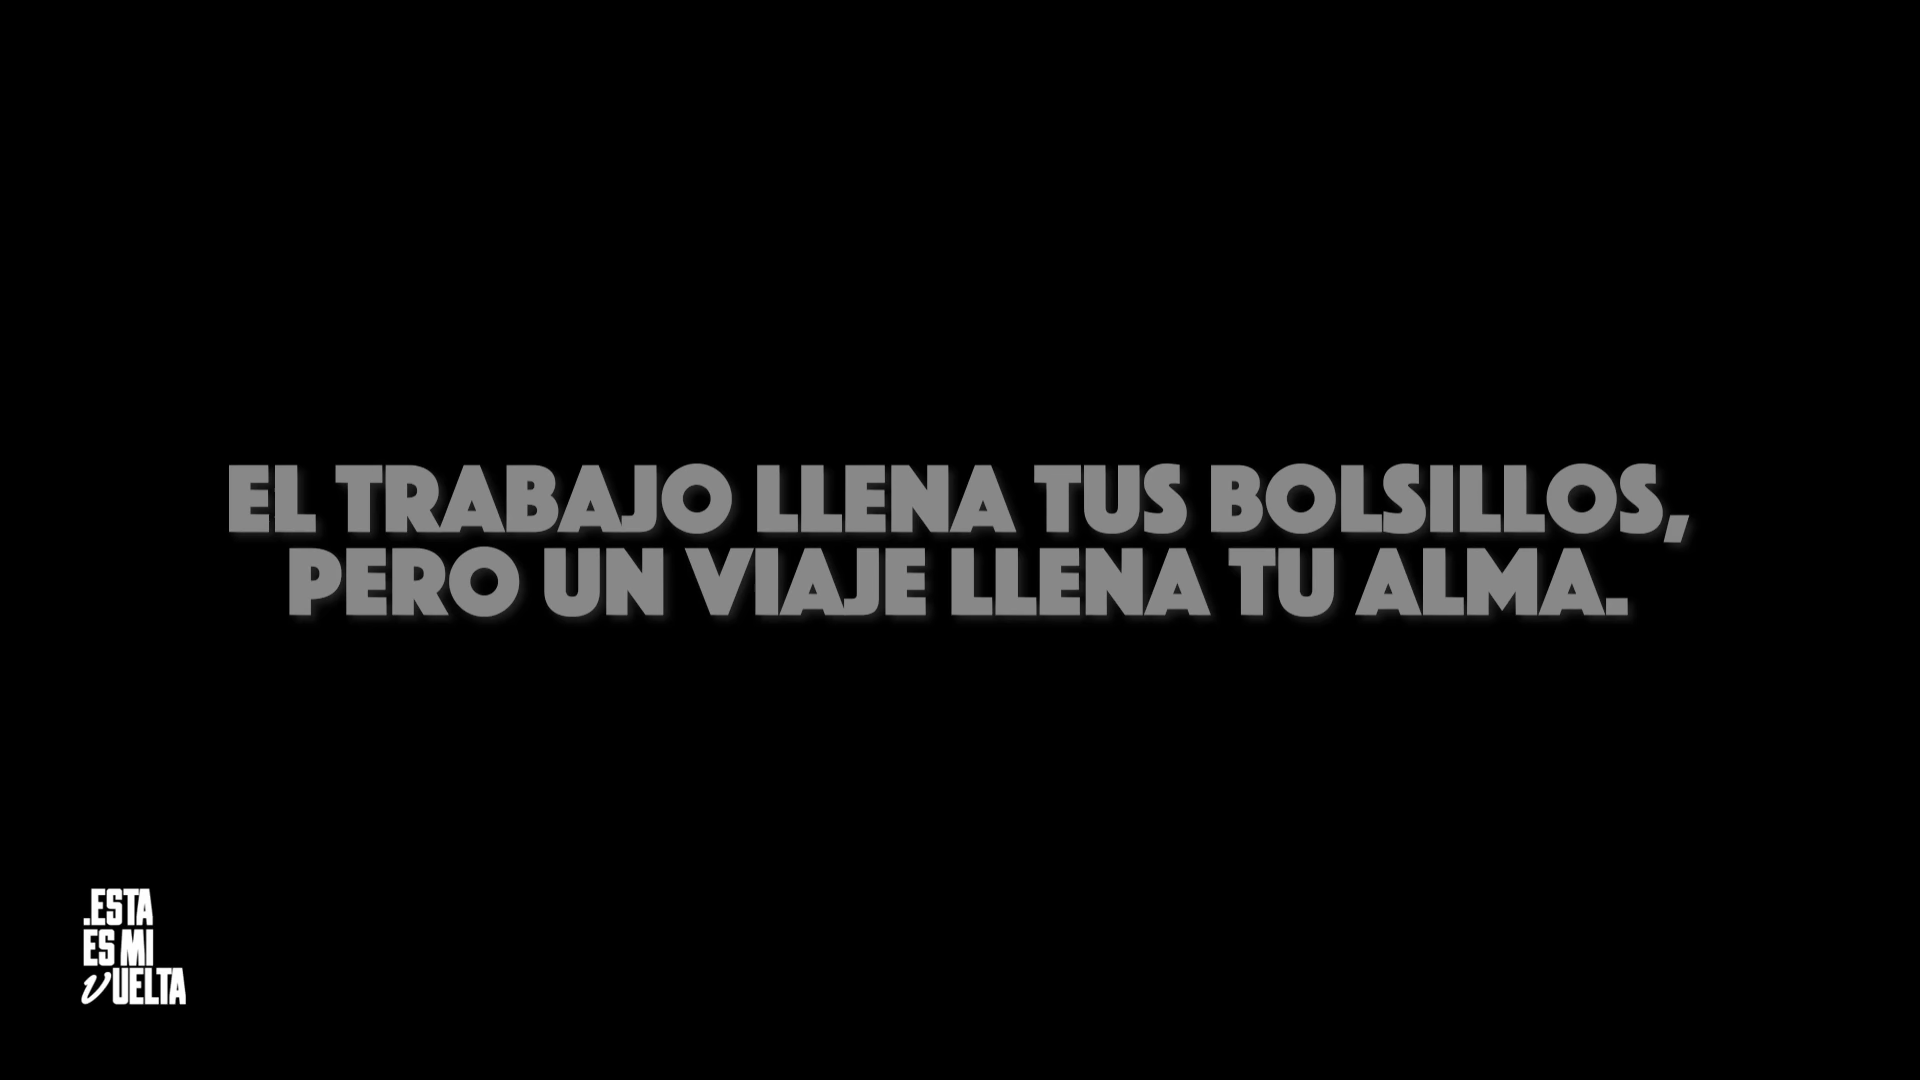 EL TRABAJO LLENA TUS BOLSILLOS,
PERO UN VIAJE LLENA TU ALMA.
.ESTA
ES MI
VUELTA